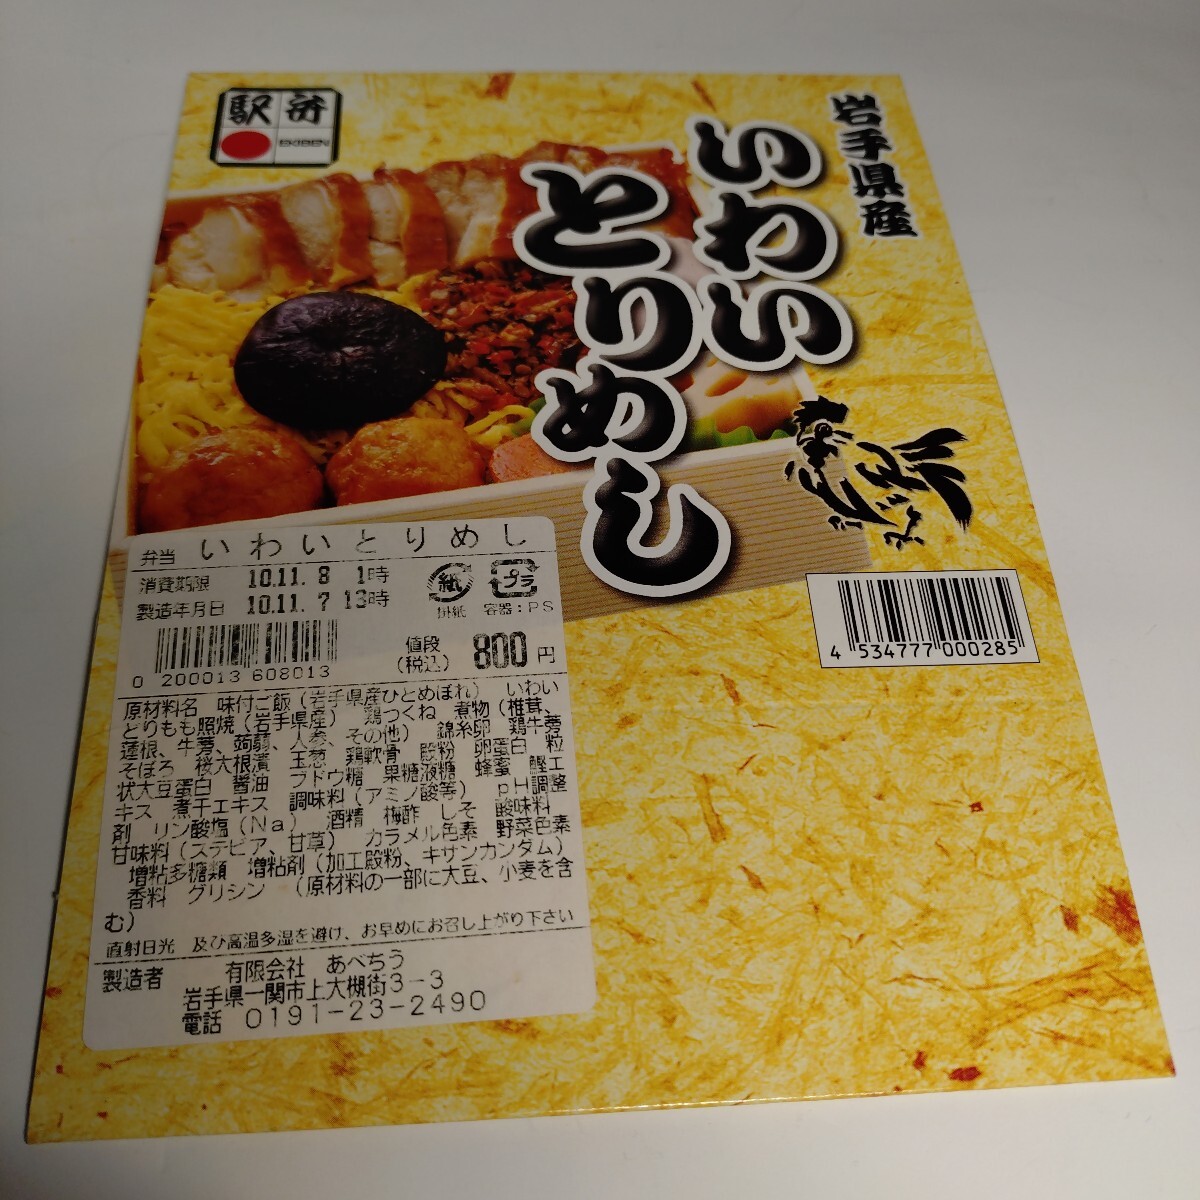 駅弁
EKIBEN
岩手県産
いわい
とりめし
弁当 いわいとりめし
消費期限 10.11. 8 1時
製造年月日 10.11. 7 13時
紙 プラ
掛紙 容器：PS
0 200013 608013
値段
(税込) 800 円
4 534777 000285
原材料名 味付ご飯（岩手県産ひとめぼれ） いわい
どりもも照焼（岩手県産） 鶏つくね 煮物（椎茸、
蓮根、牛蒡、蒟蒻、人参、その他） 錦糸卵 鶏牛蒡
そぼろ 桜大根漬 玉葱 鶏軟骨 澱粉 卵蛋白 粒
状大豆蛋白 醤油 ブドウ糖 果糖液糖 蜂蜜 鰹エ
キス 煮干エキス 調味料（アミノ酸等） pH調整
剤 リン酸塩（Na） 酒精 梅酢 しそ 酸味料
甘味料（ステビア、甘草） カラメル色素 野菜色素
増粘多糖類 増粘剤（加工澱粉、キサンカンダム）
香料 グリシン （原材料の一部に大豆、小麦を含
む）
直射日光 及び高温多湿を避け、お早めにお召し上がり下さい
製造者 有限会社 あべちう
岩手県一関市上大槻街3-3
電話 0191-23-2490